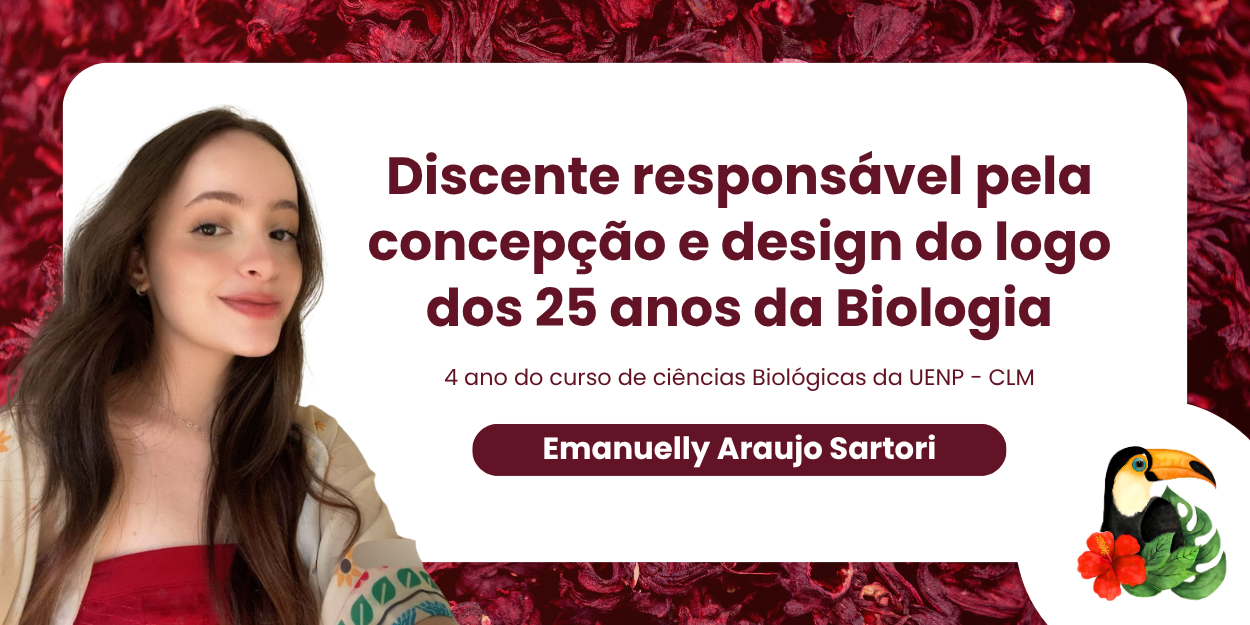 Discente responsável pela
concepção e design do logo
dos 25 anos da Biologia
4 ano do curso de ciências Biológicas da UENP - CLM
Emanuelly Araujo Sartori